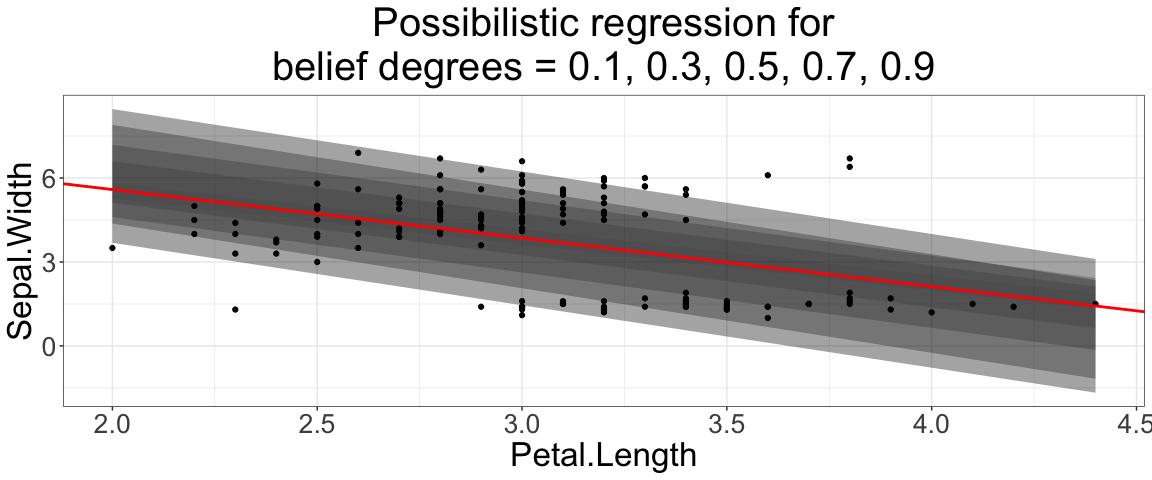 Possibilistic regression for
belief degrees = 0.1, 0.3, 0.5, 0.7, 0.9
Sepal.Width
6
3
0
2.0 2.5 3.0 3.5 4.0 4.5
Petal.Length